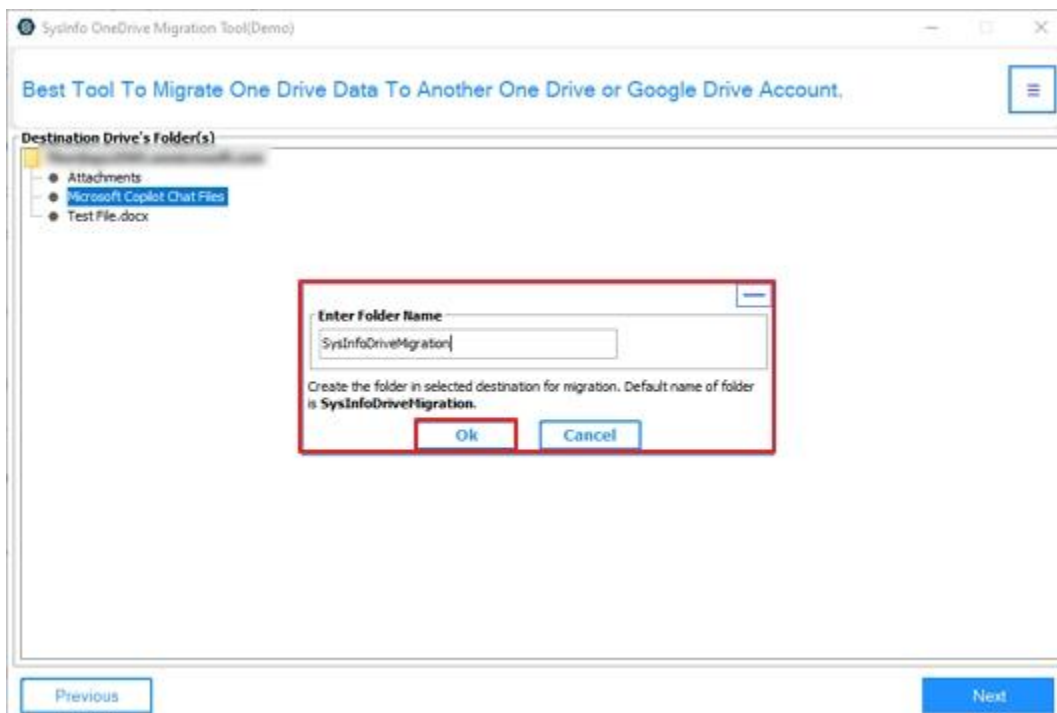 SysInfo OneDrive Migration Tool(Demo)
Best Tool To Migrate One Drive Data To Another One Drive or Google Drive Account.
Destination Drive's Folder(s)
Attachments
Microsoft Copilot Chat Files
Test File.docx
Enter Folder Name
SysInfoDriveMigration
Create the folder in selected destination for migration. Default name of folder
is SysInfoDriveMigration.
Ok Cancel
Previous Next